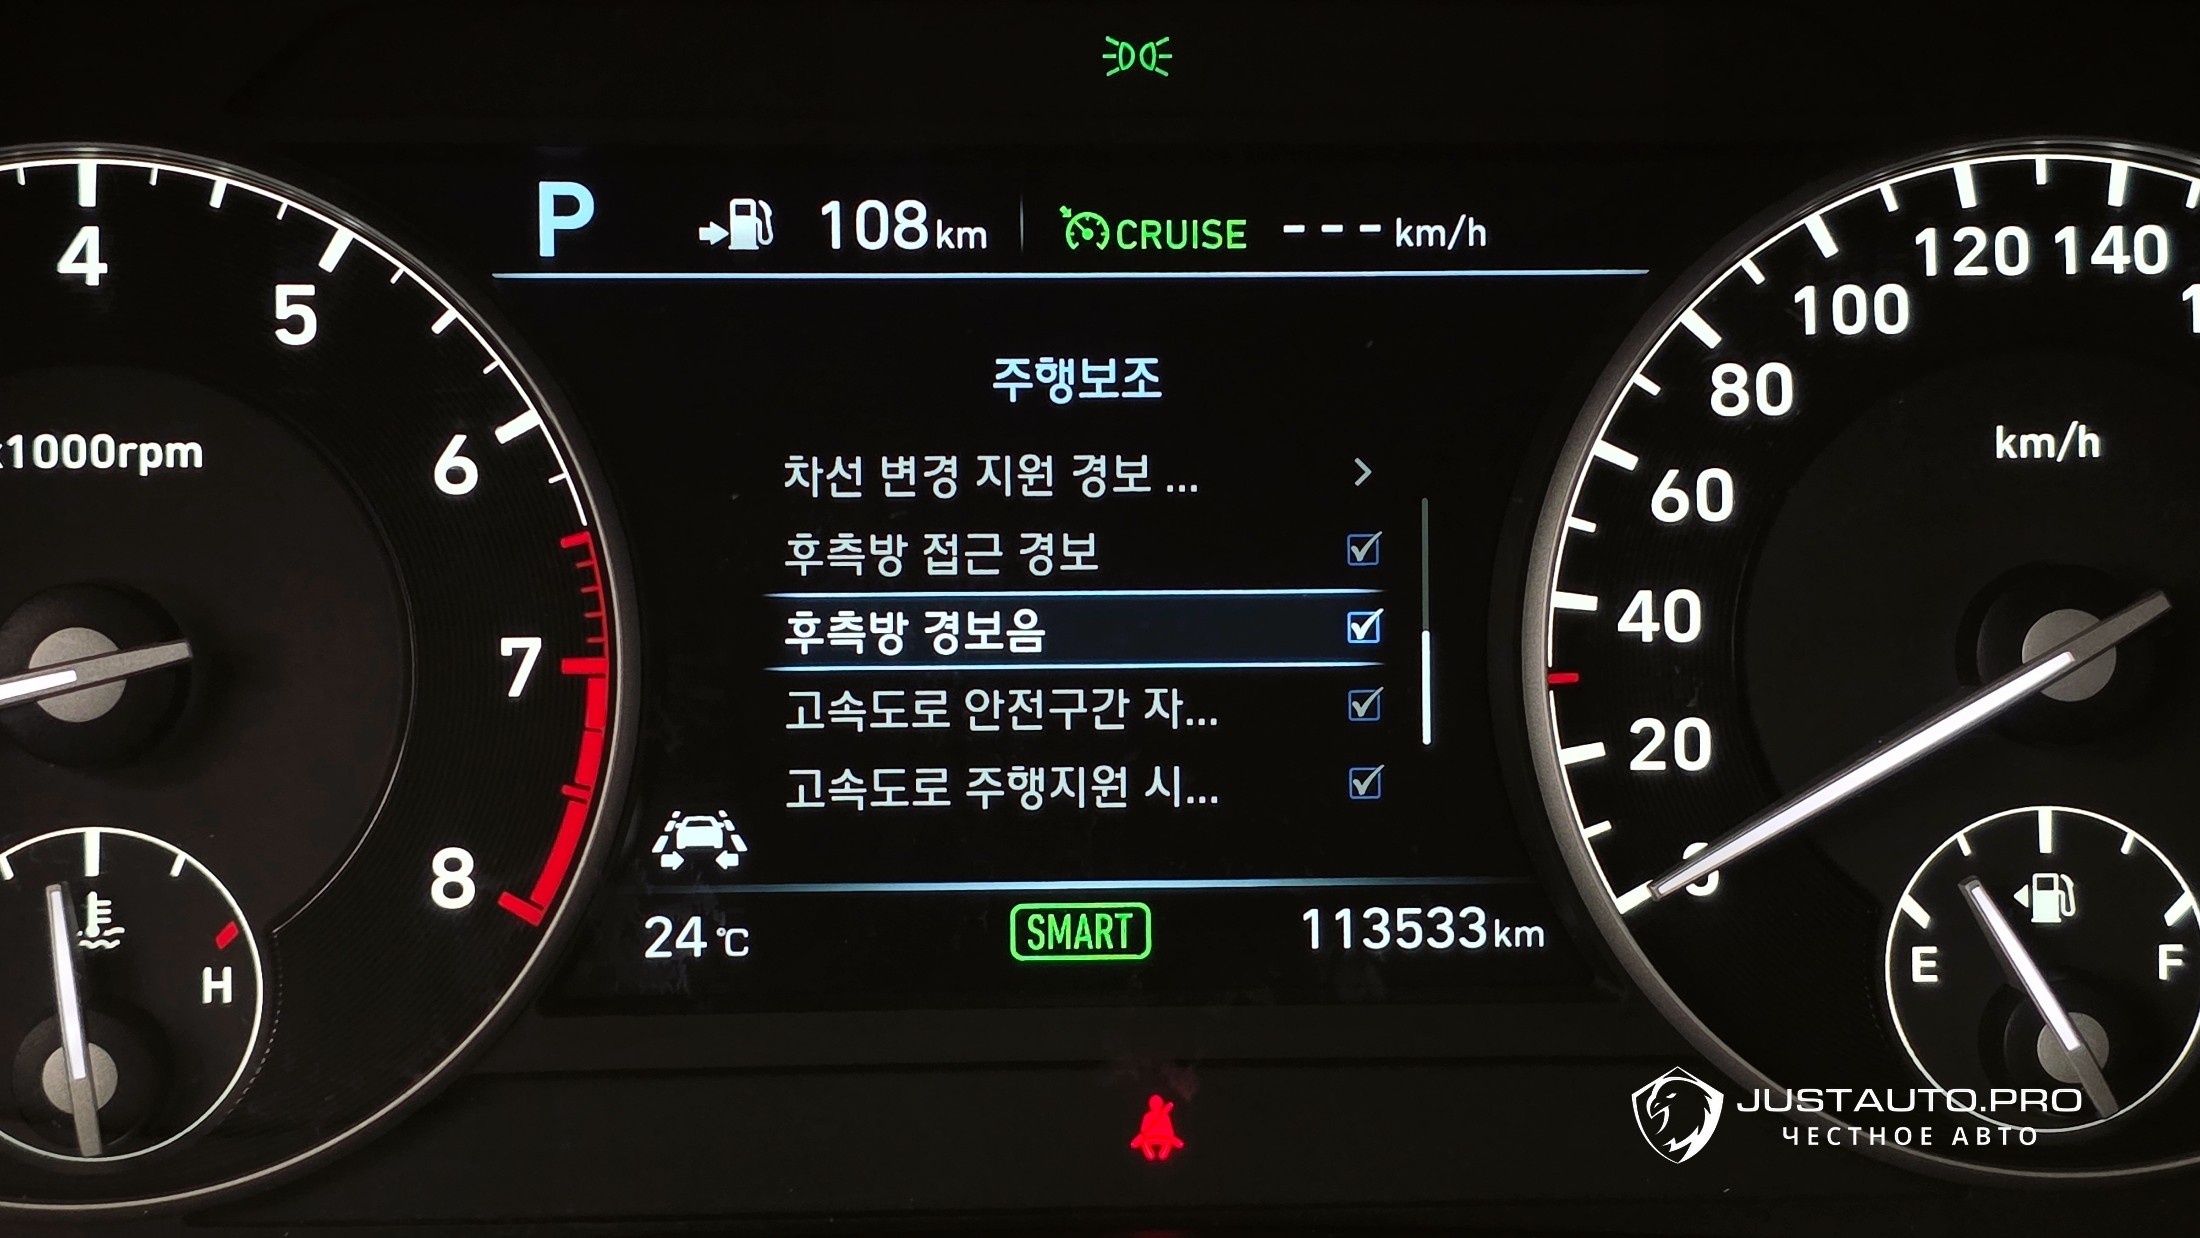 P 108km CRUISE ---km/h
4
5
6
7
8
x1000rpm
H
주행보조
차선 변경 지원 경보 ... >
후측방 접근 경보
후측방 경보음
고속도로 안전구간 자...
고속도로 주행지원 시...
24℃ SMART 113533km
120 140
100
80
60
40
20
0
km/h
E F
JUSTAUTO.PRO
ЧЕСТНОЕ АВТО